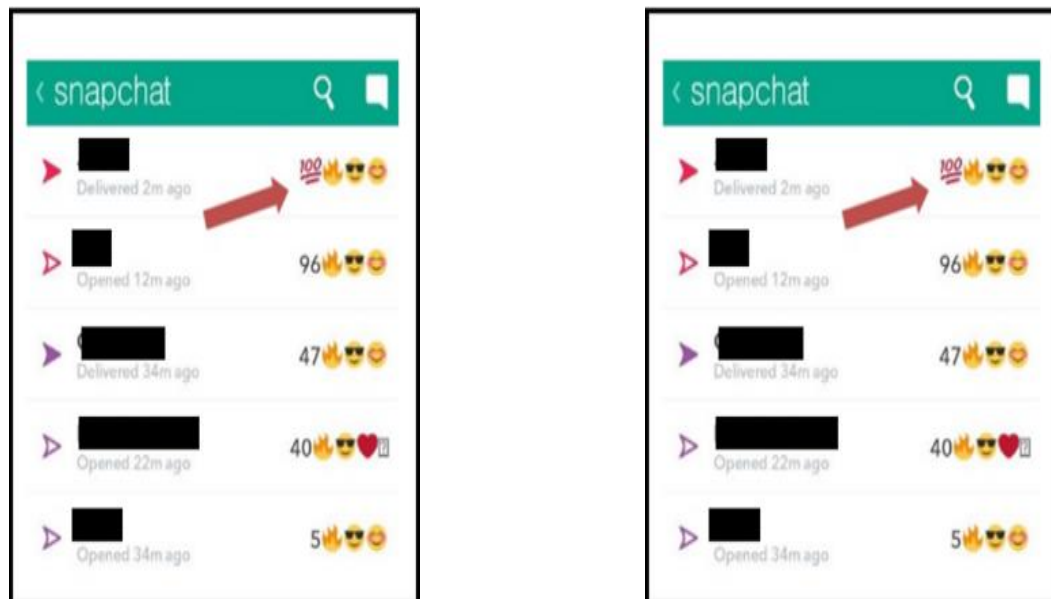 snapchat
Delivered 2m ago
💯🔥😎😊
Opened 12m ago
96🔥😎😊
Delivered 34m ago
47🔥😎😊
Opened 22m ago
40🔥😎❤
Opened 34m ago
5🔥😎😊
snapchat
Delivered 2m ago
💯🔥😎😊
Opened 12m ago
96🔥😎😊
Delivered 34m ago
47🔥😎😊
Opened 22m ago
40🔥😎❤
Opened 34m ago
5🔥😎😊